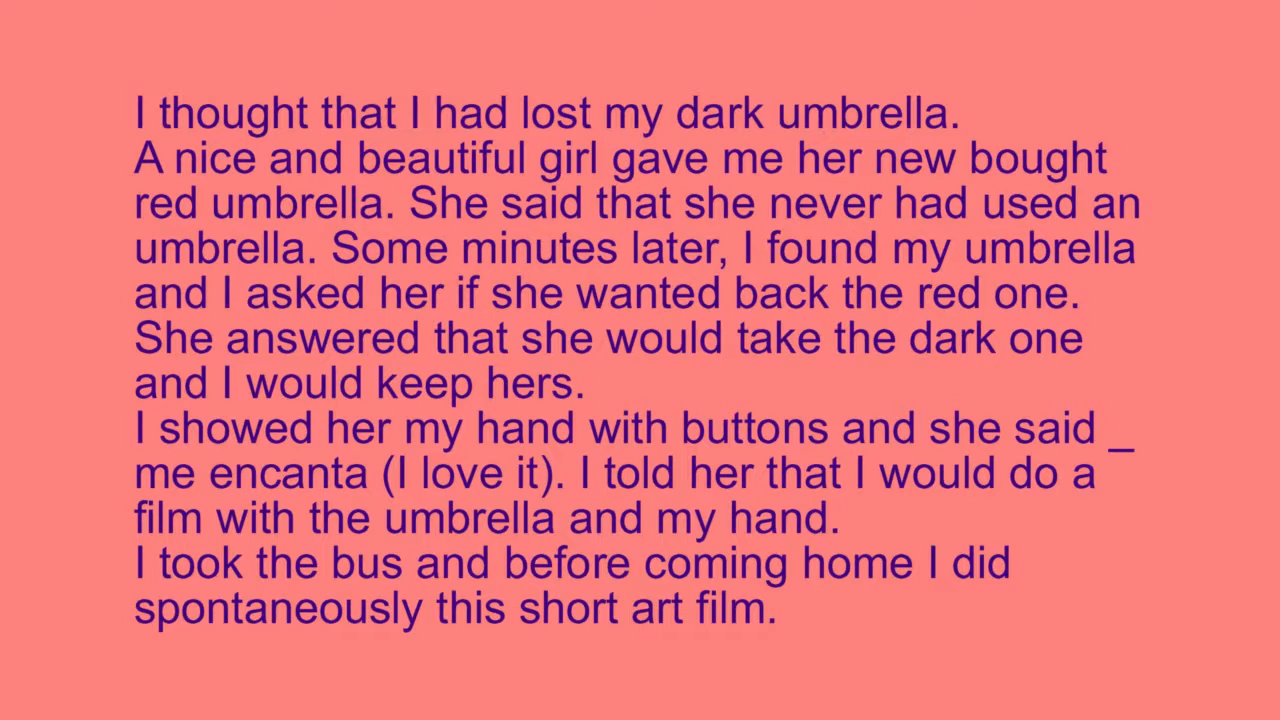 I thought that I had lost my dark umbrella.
A nice and beautiful girl gave me her new bought
red umbrella. She said that she never had used an
umbrella. Some minutes later, I found my umbrella
and I asked her if she wanted back the red one.
She answered that she would take the dark one
and I would keep hers.
I showed her my hand with buttons and she said _
me encanta (I love it). I told her that I would do a
film with the umbrella and my hand.
I took the bus and before coming home I did
spontaneously this short art film.